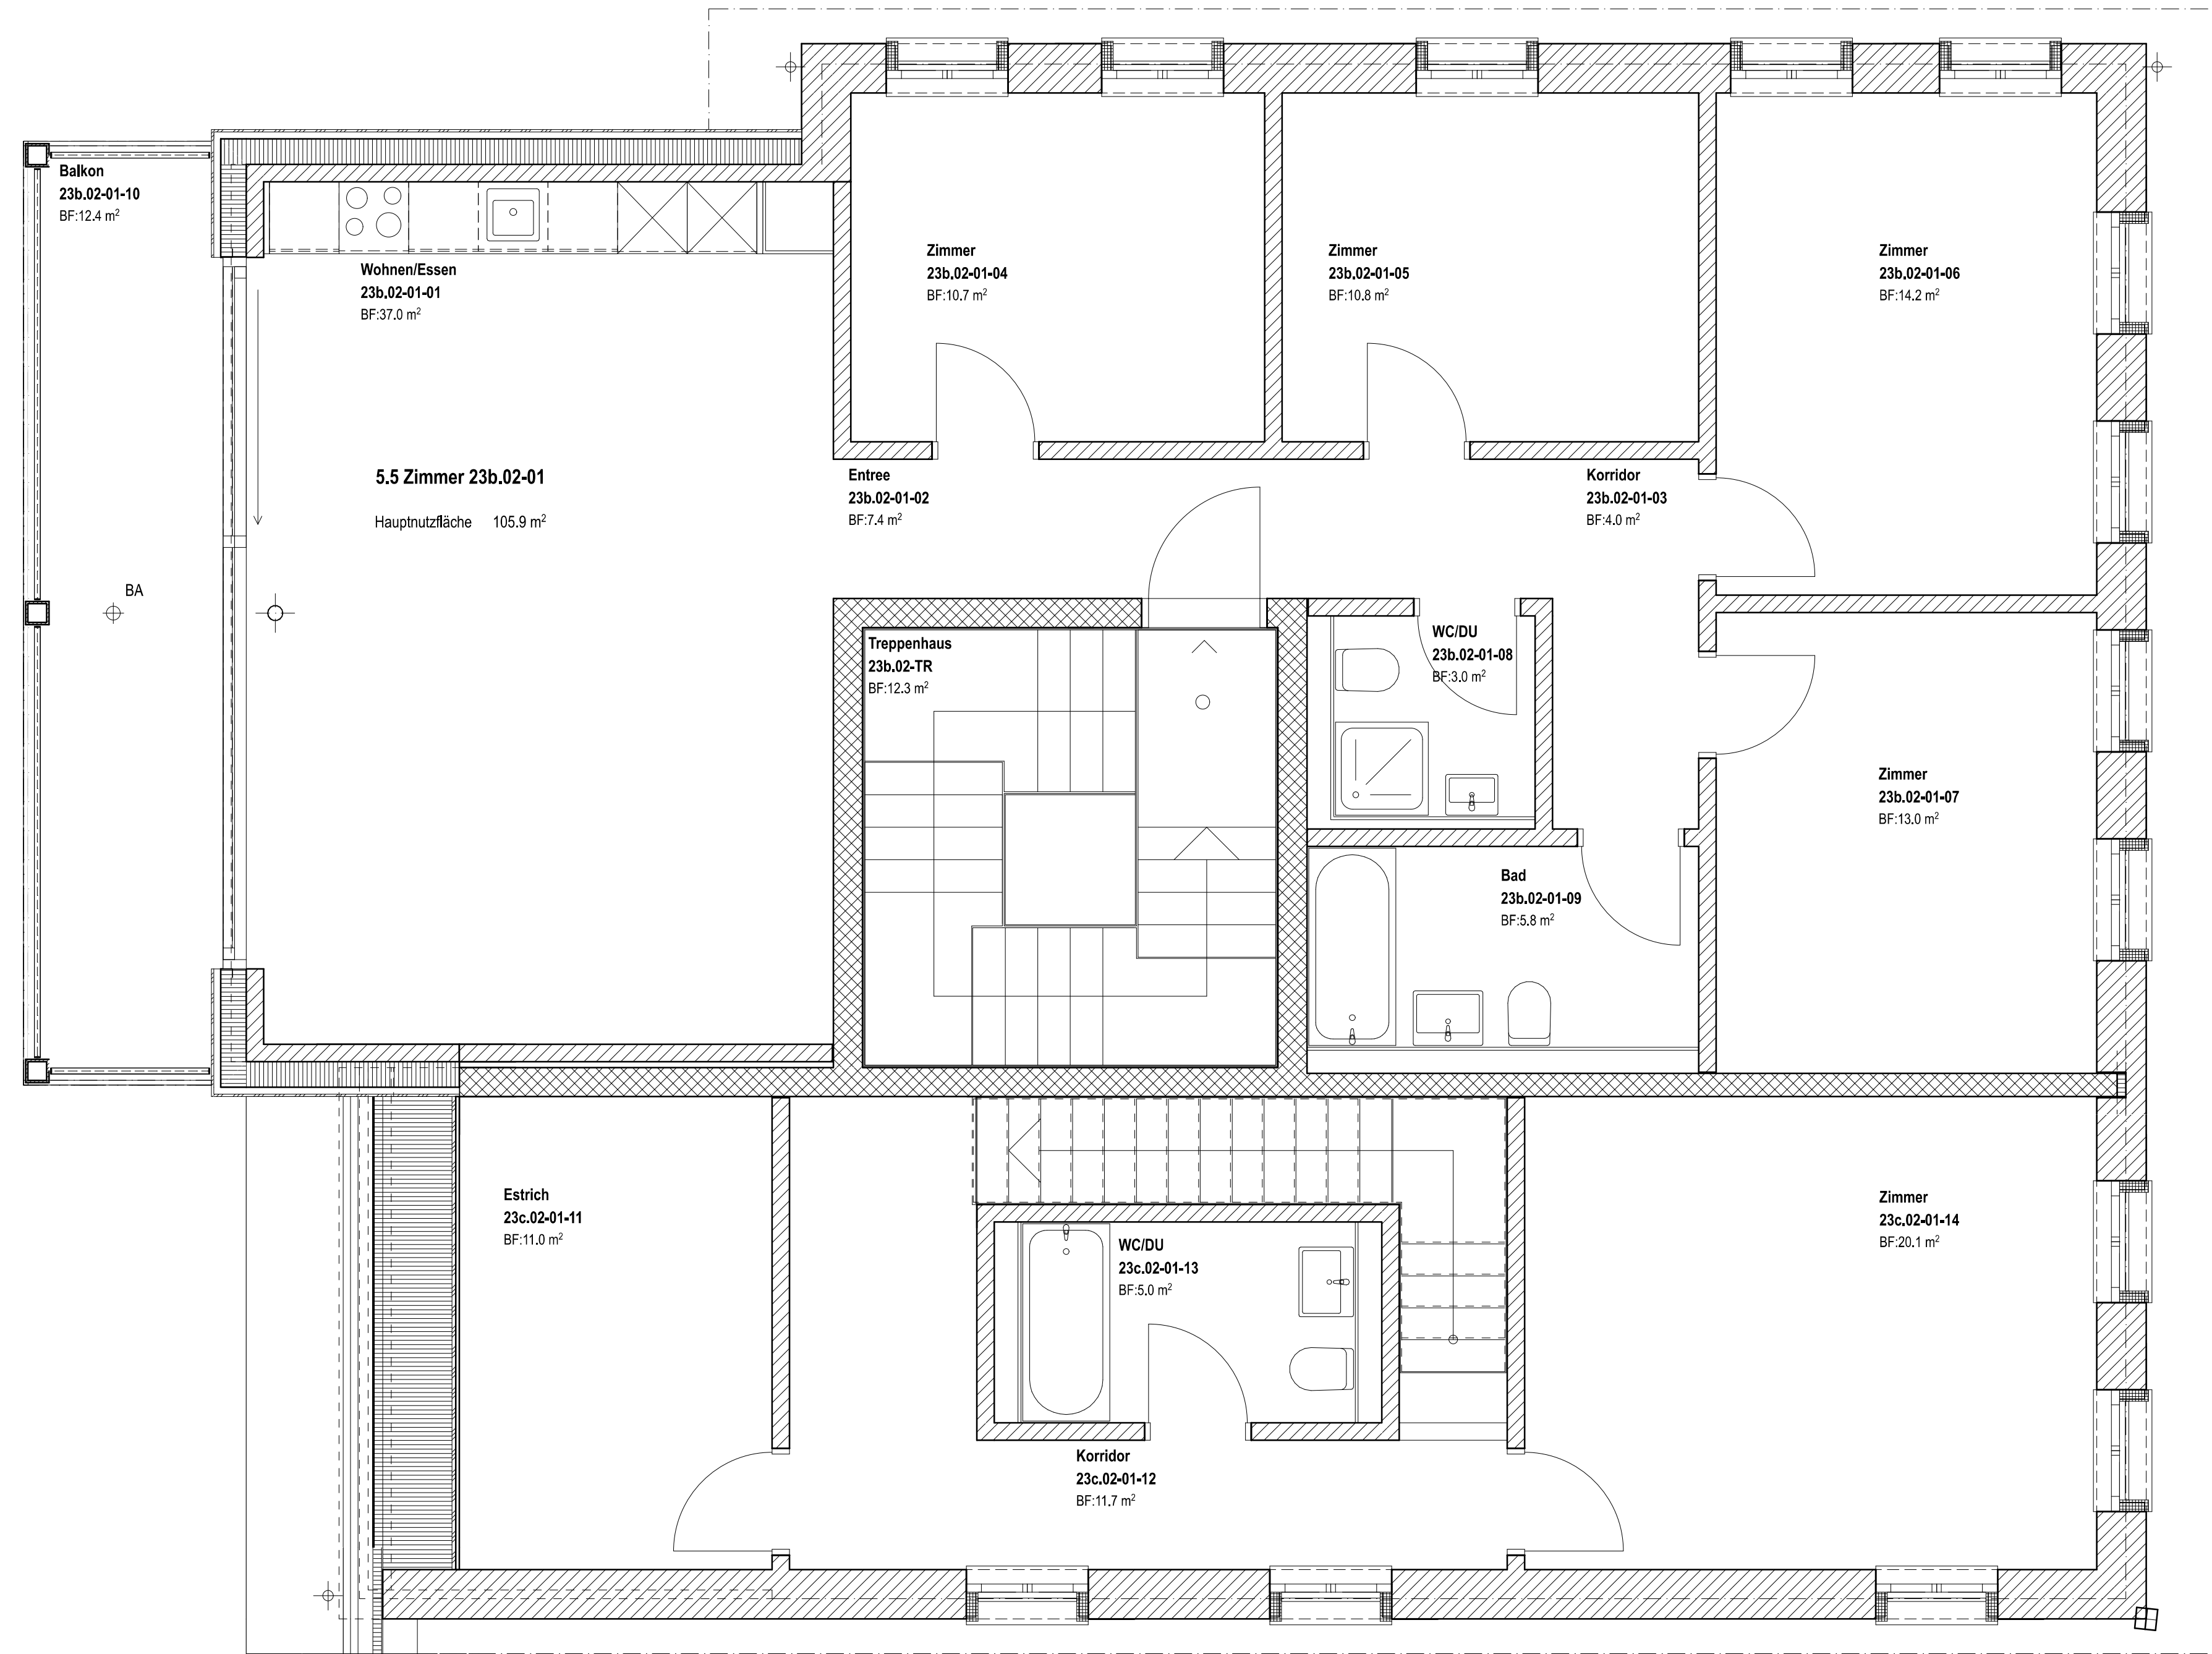 Balkon
23b.02-01-10
BF:12.4 m²
Wohnen/Essen
23b.02-01-01
BF:37.0 m²
Zimmer
23b.02-01-04
BF:10.7 m²
Zimmer
23b.02-01-05
BF:10.8 m²
Zimmer
23b.02-01-06
BF:14.2 m²
5.5 Zimmer 23b.02-01
Hauptnutzfläche 105.9 m²
Entree
23b.02-01-02
BF:7.4 m²
Korridor
23b.02-01-03
BF:4.0 m²
BA
Treppenhaus
23b.02-TR
BF:12.3 m²
WC/DU
23b.02-01-08
BF:3.0 m²
Zimmer
23b.02-01-07
BF:13.0 m²
Bad
23b.02-01-09
BF:5.8 m²
Estrich
23c.02-01-11
BF:11.0 m²
WC/DU
23c.02-01-13
BF:5.0 m²
Zimmer
23c.02-01-14
BF:20.1 m²
Korridor
23c.02-01-12
BF:11.7 m²